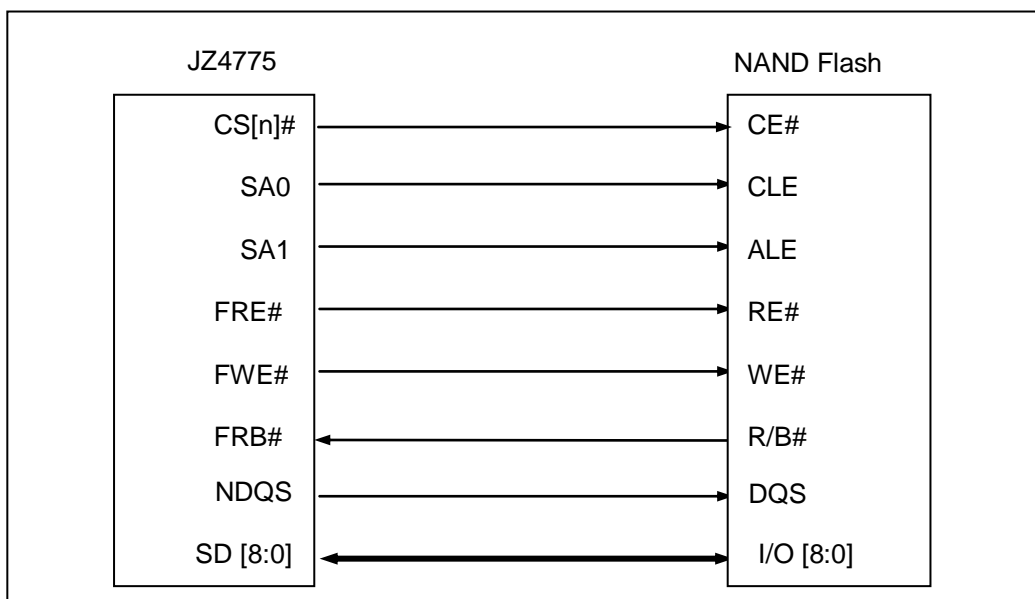 JZ4775 NAND Flash
CS[n]# CE#
SA0 CLE
SA1 ALE
FRE# RE#
FWE# WE#
FRB# R/B#
NDQS DQS
SD [8:0] I/O [8:0]